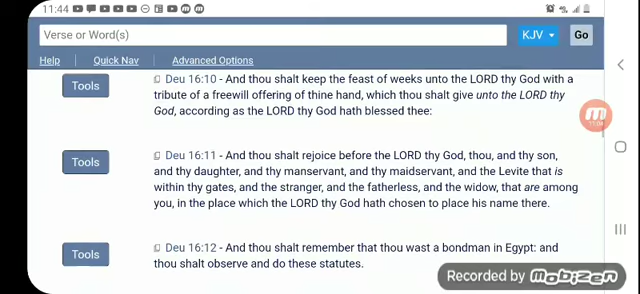 11:44
Verse or Word(s)
KJV
Go
Help
Quick Nav
Advanced Options
Tools
Deu 16:10 - And thou shalt keep the feast of weeks unto the LORD thy God with a
tribute of a freewill offering of thine hand, which thou shalt give unto the LORD thy
God, according as the LORD thy God hath blessed thee:
Tools
Deu 16:11 - And thou shalt rejoice before the LORD thy God, thou, and thy son,
and thy daughter, and thy manservant, and thy maidservant, and the Levite that is
within thy gates, and the stranger, and the fatherless, and the widow, that are among
you, in the place which the LORD thy God hath chosen to place his name there.
Tools
Deu 16:12 - And thou shalt remember that thou wast a bondman in Egypt: and
thou shalt observe and do these statutes.
Recorded by Mobizen